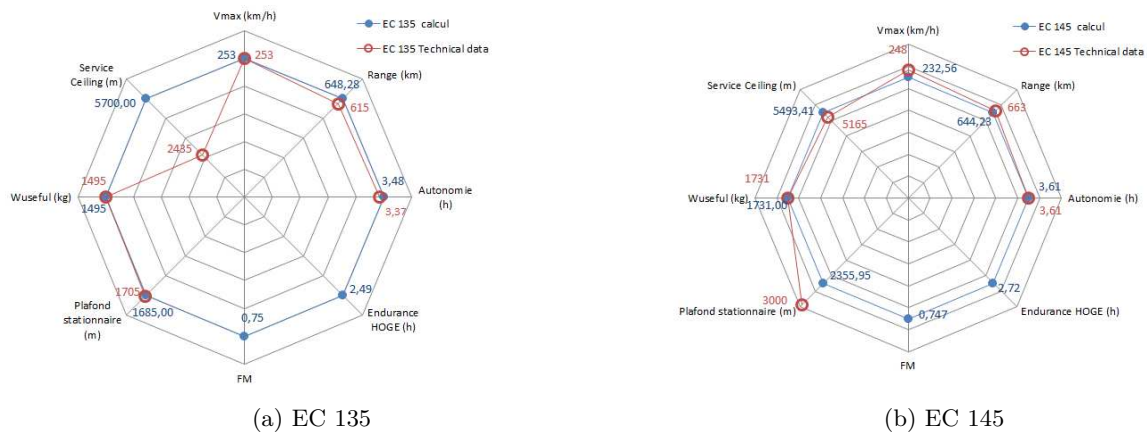 Vmax (km/h)
EC 135 calcul
EC 135 Technical data
253
253
Service
Ceiling (m)
5700,00
648,28
Range (km)
615
2435
1495
Wuseful (kg)
1495
3,48
Autonomie
(h)
3,37
1705
Plafond
stationnaire
(m)
1685,00
0,75
2,49
Endurance
HOGE (h)
FM
(a) EC 135
Vmax (km/h)
EC 145 calcul
EC 145 Technical data
248
232,56
Service Ceiling (m)
5493,41
5165
Range (km)
663
644,23
1731
Wuseful (kg)
1731,00
3,61
Autonomie (h)
3,61
2355,95
3000
Plafond stationnaire (m)
0,747
2,72
Endurance HOGE (h)
FM
(b) EC 145